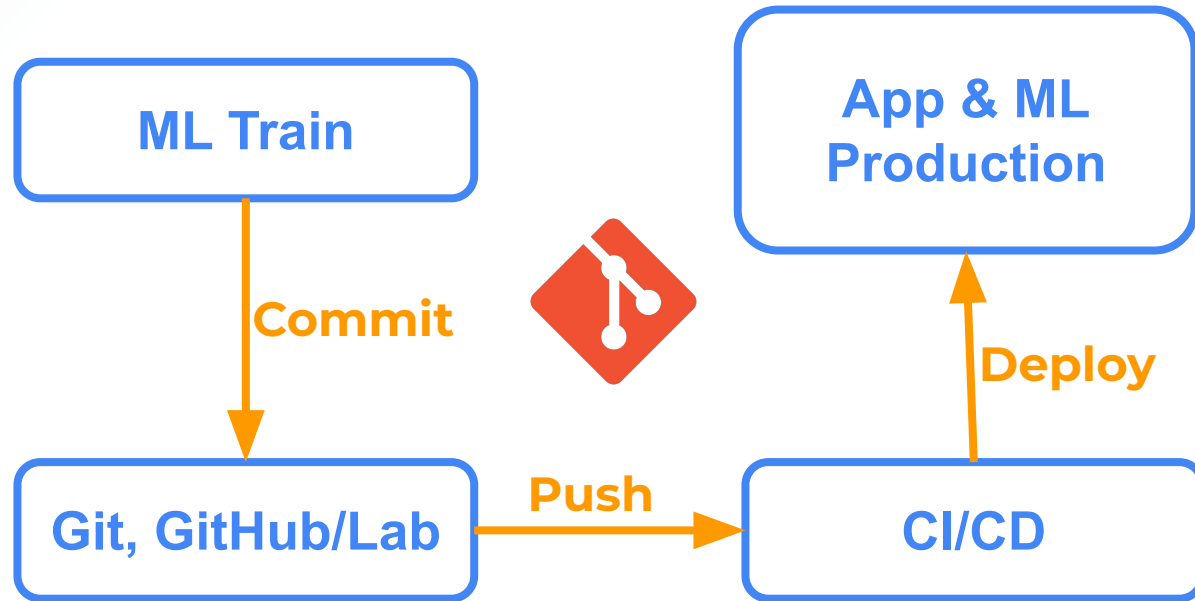 ML Train
App & ML
Production
Commit
Deploy
Git, GitHub/Lab
Push
CI/CD